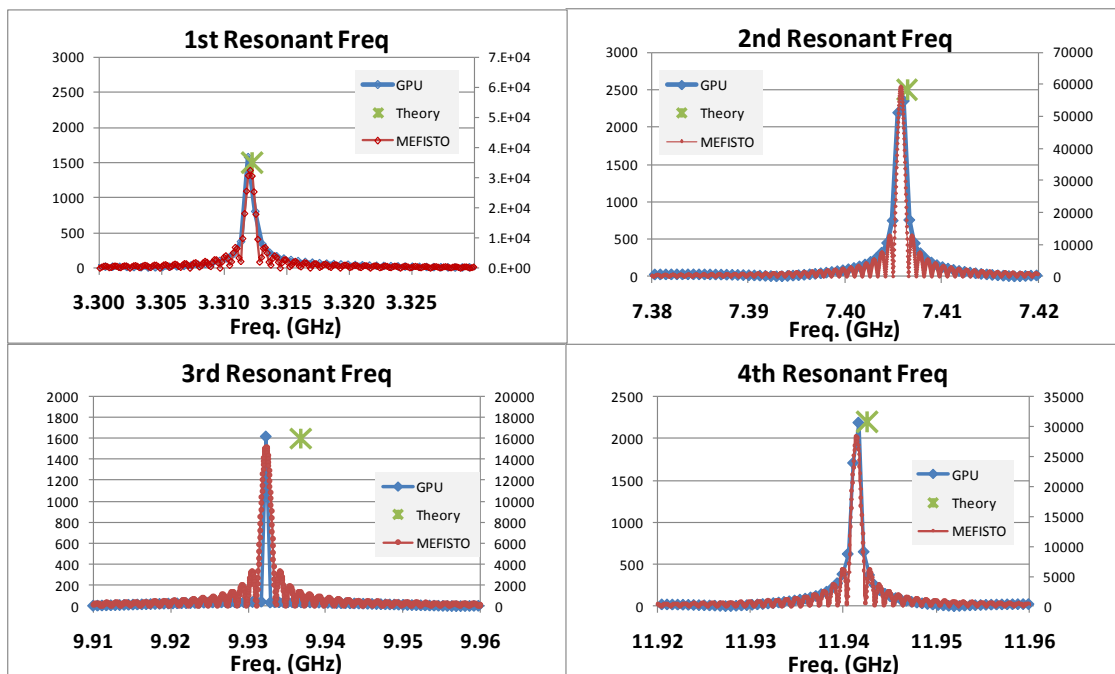 1st Resonant Freq
3000
2500
2000
1500
1000
500
0
7.E+04
6.E+04
5.E+04
4.E+04
3.E+04
2.E+04
1.E+04
0.E+00
GPU
Theory
MEFISTO
3.300 3.305 3.310 3.315 3.320 3.325
Freq. (GHz)
2nd Resonant Freq
3000
2500
2000
1500
1000
500
0
70000
60000
50000
40000
30000
20000
10000
0
GPU
Theory
MEFISTO
7.38 7.39 7.40 7.41 7.42
Freq. (GHz)
3rd Resonant Freq
2000
1800
1600
1400
1200
1000
800
600
400
200
0
20000
18000
16000
14000
12000
10000
8000
6000
4000
2000
0
GPU
Theory
MEFISTO
9.91 9.92 9.93 9.94 9.95 9.96
Freq. (GHz)
4th Resonant Freq
2500
2000
1500
1000
500
0
35000
30000
25000
20000
15000
10000
5000
0
GPU
Theory
MEFISTO
11.92 11.93 11.94 11.95 11.96
Freq. (GHz)